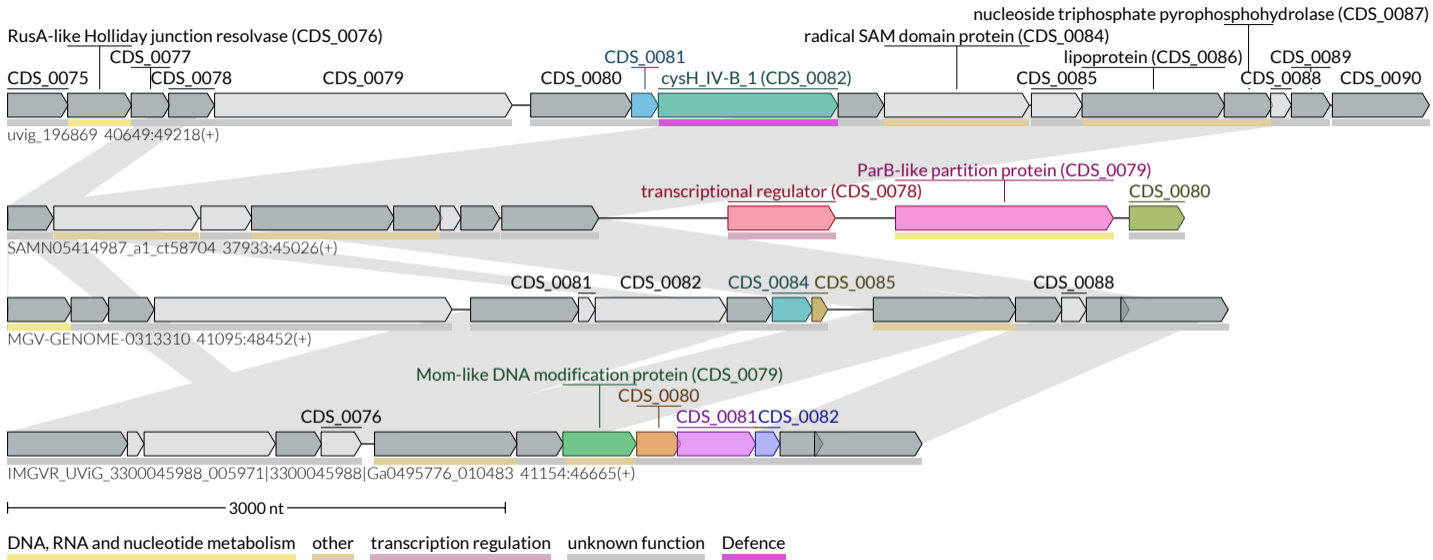 nucleoside triphosphate pyrophosphohydrolase (CDS_0087)
RusA-like Holliday junction resolvase (CDS_0076) radical SAM domain protein (CDS_0084)
CDS_0077 CDS_0081 lipoprotein (CDS_0086) CDS_0089
CDS_0075 CDS_0078 CDS_0079 CDS_0080 cysH_IV-B_1 (CDS_0082) CDS_0085 CDS_0088 CDS_0090
uvig_196869 40649:49218(+)
ParB-like partition protein (CDS_0079)
transcriptional regulator (CDS_0078) CDS_0080
SAMN05414987_a1_ct58704 37933:45026(+)
CDS_0081 CDS_0082 CDS_0084 CDS_0085 CDS_0088
MGV-GENOME-0313310 41095:48452(+)
Mom-like DNA modification protein (CDS_0079)
CDS_0080
CDS_0076 CDS_0081 CDS_0082
IMGVR_UViG_3300045988_005971|3300045988|Ga0495776_010483 41154:46665(+)
3000 nt
DNA, RNA and nucleotide metabolism other transcription regulation unknown function Defence